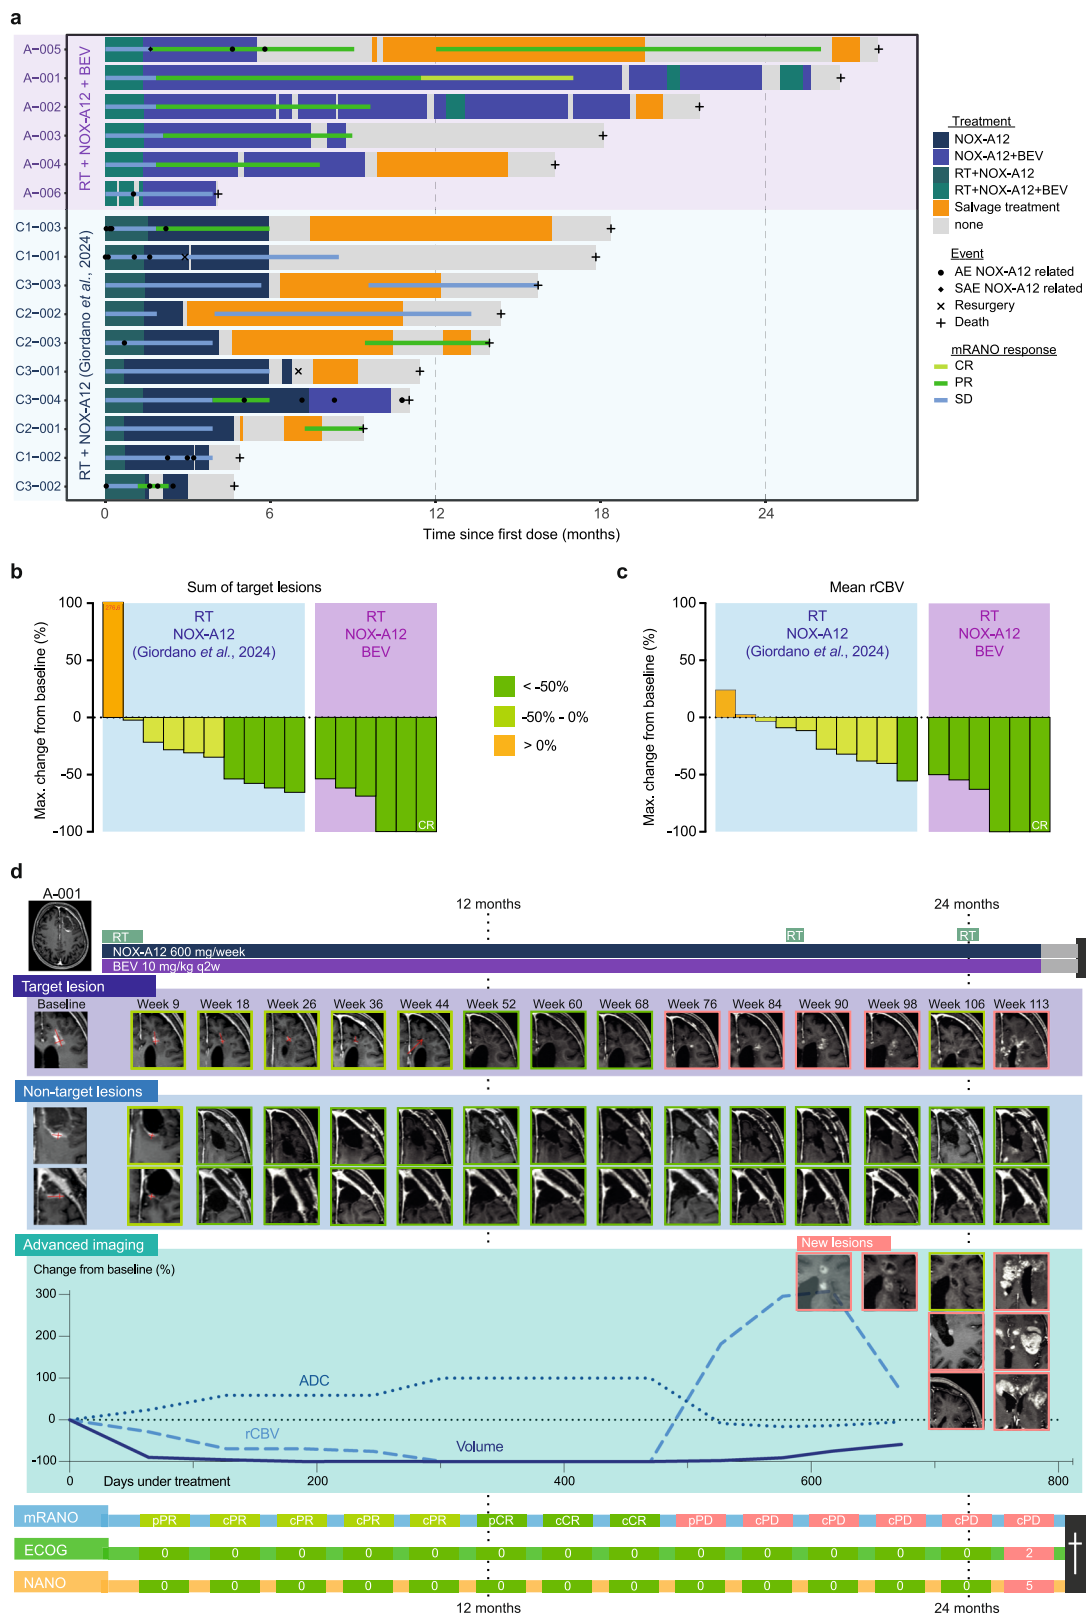 a
A−005
A−001
A−002
A−003
A−004
A−006
RT + NOX-A12 + BEV
C1−003
C1−001
C3−003
C2−002
C2−003
C3−001
C3−004
C2−001
C1−002
C3−002
RT + NOX-A12 (Giordano et al., 2024)
0
6
12
18
24
Time since first dose (months)
Treatment
NOX-A12
NOX-A12+BEV
RT+NOX-A12
RT+NOX-A12+BEV
Salvage treatment
none
Event
AE NOX-A12 related
SAE NOX-A12 related
Resurgery
Death
mRANO response
CR
PR
SD
b
Sum of target lesions
Max. change from baseline (%)
100
50
0
-50
-100
RT
NOX-A12
(Giordano et al., 2024)
RT
NOX-A12
BEV
CR
< -50%
-50% - 0%
> 0%
c
Mean rCBV
Max. change from baseline (%)
100
50
0
-50
-100
RT
NOX-A12
(Giordano et al., 2024)
RT
NOX-A12
BEV
CR
d
A-001
12 months
24 months
RT
RT
RT
NOX-A12 600 mg/week
BEV 10 mg/kg q2w
Target lesion
Baseline
Week 9
Week 18
Week 26
Week 36
Week 44
Week 52
Week 60
Week 68
Week 76
Week 84
Week 90
Week 98
Week 106
Week 113
Non-target lesions
Advanced imaging
New lesions
Change from baseline (%)
300
200
100
0
-100
ADC
rCBV
Volume
0
Days under treatment
200
400
600
800
mRANO
pPR
cPR
cPR
cPR
cPR
pCR
cCR
cCR
pPD
cPD
cPD
cPD
cPD
cPD
ECOG
0
0
0
0
0
0
0
0
0
0
0
0
0
2
NANO
0
0
0
0
0
0
0
0
0
0
0
0
0
5
12 months
24 months